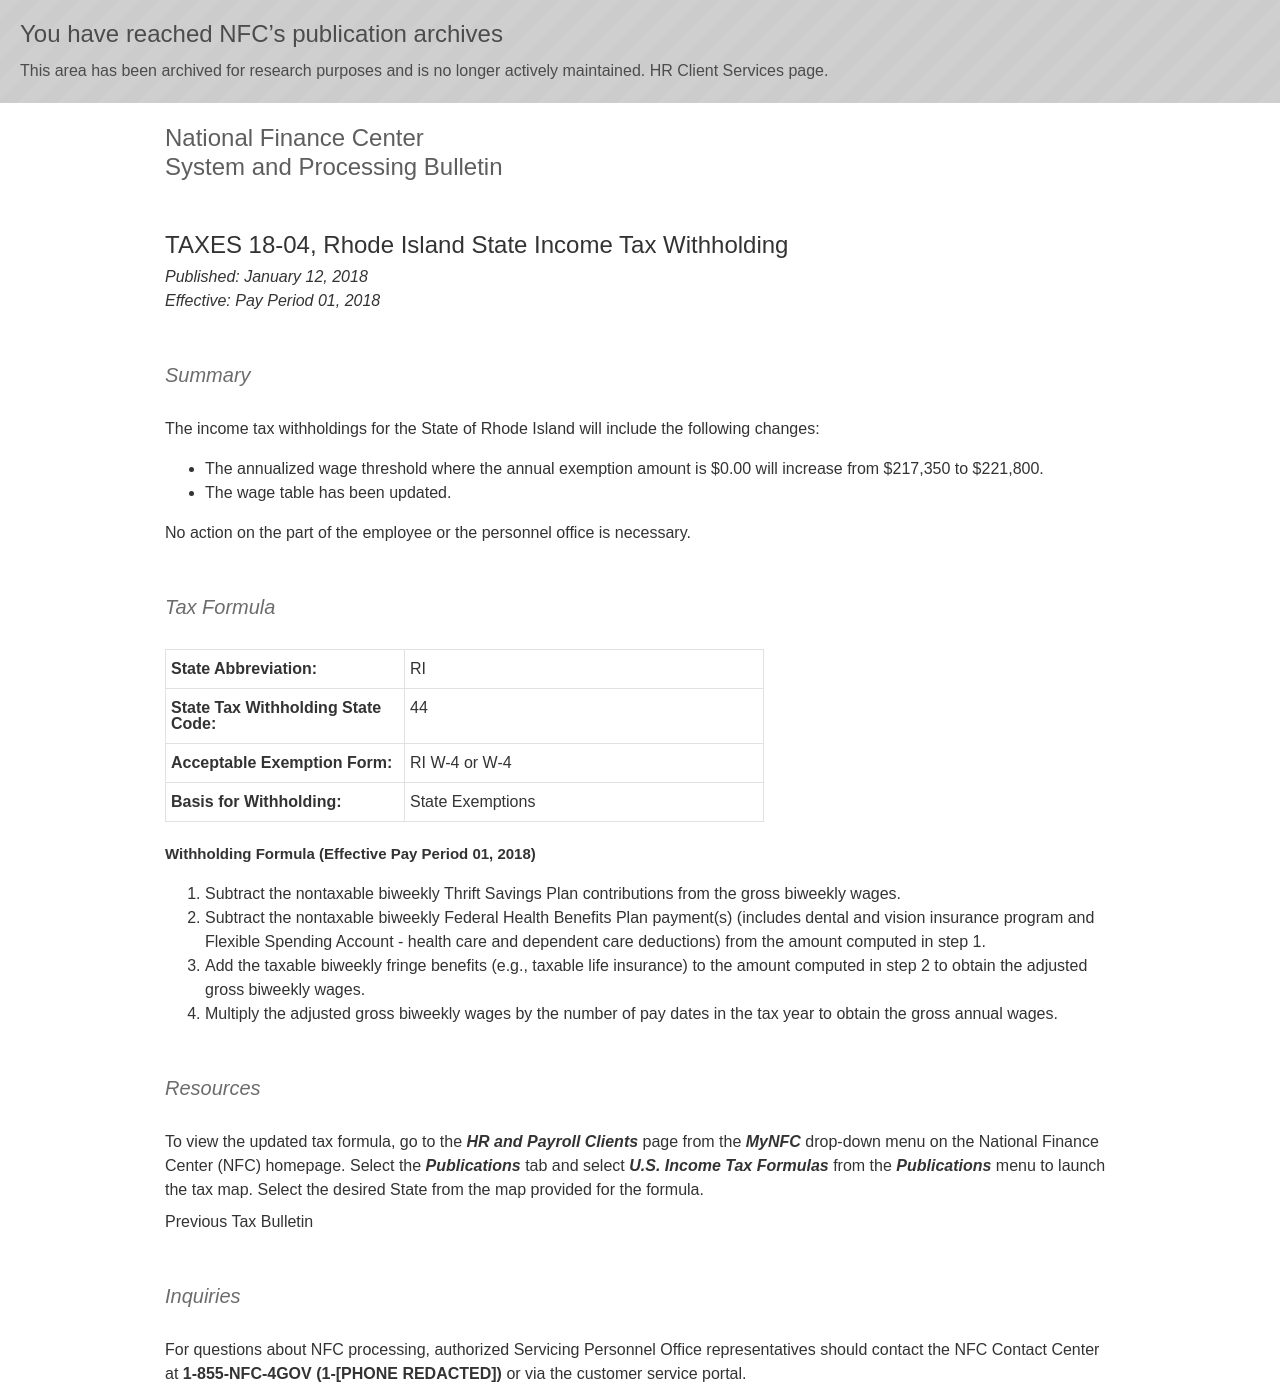 You have reached NFC’s publication archives
This area has been archived for research purposes and is no longer actively maintained. HR Client Services page.
National Finance Center
System and Processing Bulletin
TAXES 18-04, Rhode Island State Income Tax Withholding
Published: January 12, 2018
Effective: Pay Period 01, 2018
Summary
The income tax withholdings for the State of Rhode Island will include the following changes:
• The annualized wage threshold where the annual exemption amount is $0.00 will increase from $217,350 to $221,800.
• The wage table has been updated.
No action on the part of the employee or the personnel office is necessary.
Tax Formula
State Abbreviation: RI
State Tax Withholding State 44
Code:
Acceptable Exemption Form: RI W-4 or W-4
Basis for Withholding: State Exemptions
Withholding Formula (Effective Pay Period 01, 2018)
1. Subtract the nontaxable biweekly Thrift Savings Plan contributions from the gross biweekly wages.
2. Subtract the nontaxable biweekly Federal Health Benefits Plan payment(s) (includes dental and vision insurance program and
Flexible Spending Account - health care and dependent care deductions) from the amount computed in step 1.
3. Add the taxable biweekly fringe benefits (e.g., taxable life insurance) to the amount computed in step 2 to obtain the adjusted
gross biweekly wages.
4. Multiply the adjusted gross biweekly wages by the number of pay dates in the tax year to obtain the gross annual wages.
Resources
To view the updated tax formula, go to the HR and Payroll Clients page from the MyNFC drop-down menu on the National Finance
Center (NFC) homepage. Select the Publications tab and select U.S. Income Tax Formulas from the Publications menu to launch
the tax map. Select the desired State from the map provided for the formula.
Previous Tax Bulletin
Inquiries
For questions about NFC processing, authorized Servicing Personnel Office representatives should contact the NFC Contact Center
at 1-855-NFC-4GOV (1-[PHONE REDACTED]) or via the customer service portal.